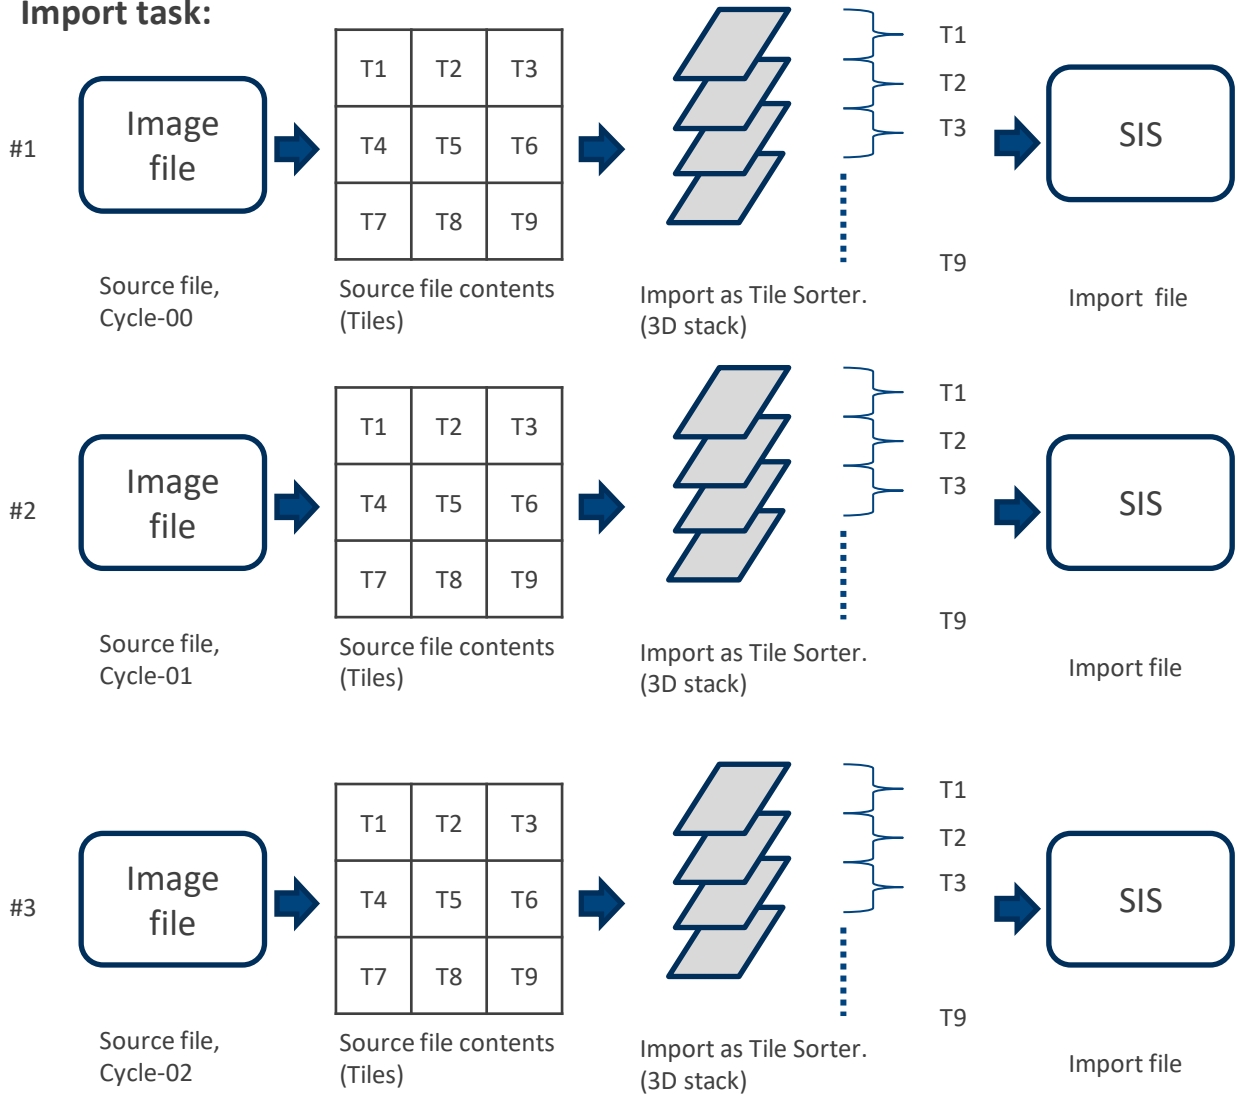 Import task:
#1
Image
file
T1 T2 T3
T4 T5 T6
T7 T8 T9
T1
T2
T3
T9
SIS
Source file,
Cycle-00
Source file contents
(Tiles)
Import as Tile Sorter.
(3D stack)
Import file
#2
Image
file
T1 T2 T3
T4 T5 T6
T7 T8 T9
T1
T2
T3
T9
SIS
Source file,
Cycle-01
Source file contents
(Tiles)
Import as Tile Sorter.
(3D stack)
Import file
#3
Image
file
T1 T2 T3
T4 T5 T6
T7 T8 T9
T1
T2
T3
T9
SIS
Source file,
Cycle-02
Source file contents
(Tiles)
Import as Tile Sorter.
(3D stack)
Import file